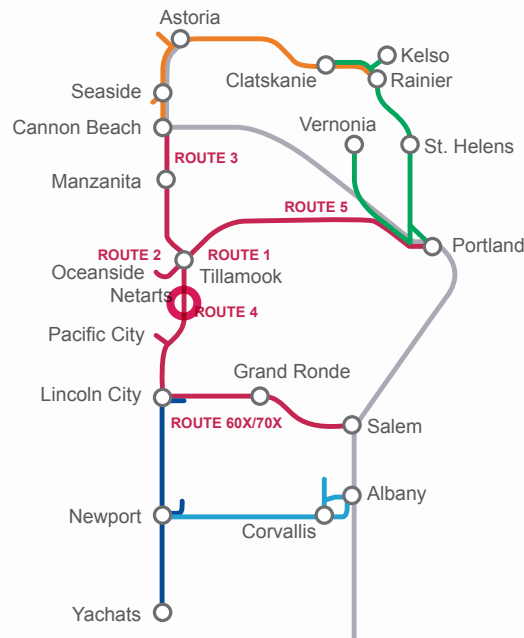 Astoria
Kelso
Clatskanie
Rainier
Seaside
Vernonia
Cannon Beach
St. Helens
ROUTE 3
Manzanita
ROUTE 5
Portland
ROUTE 2
ROUTE 1
Oceanside
Tillamook
Netarts
ROUTE 4
Pacific City
Grand Ronde
Lincoln City
ROUTE 60X/70X
Salem
Albany
Newport
Corvallis
Yachats